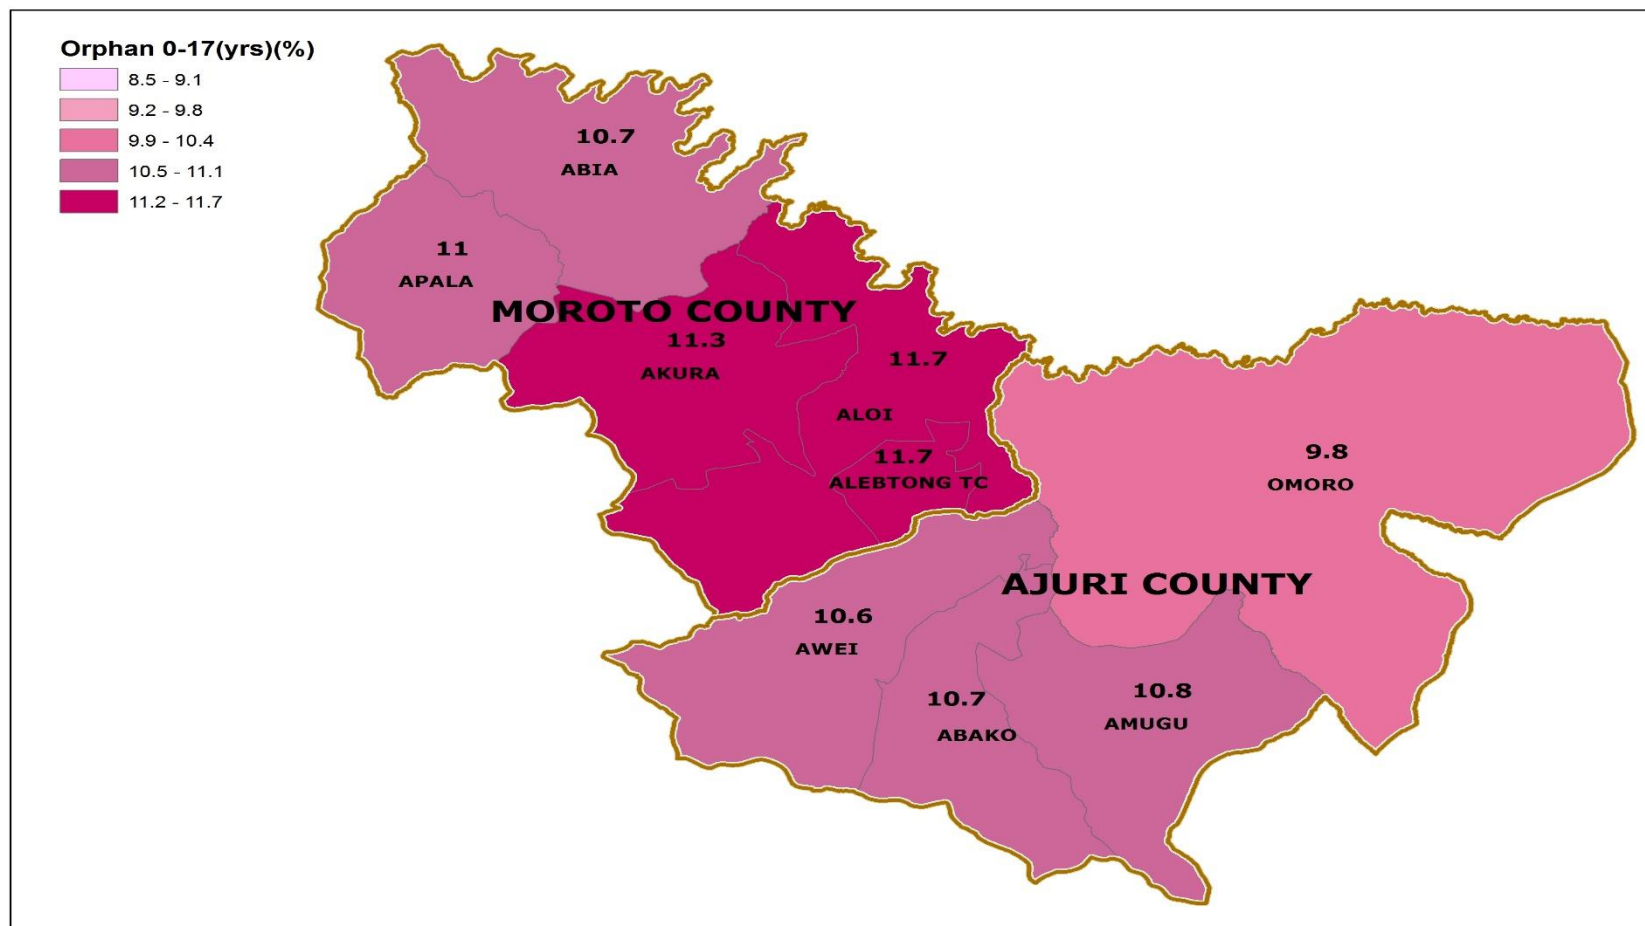 Orphan 0-17(yrs)(%)
8.5 - 9.1
9.2 - 9.8
9.9 - 10.4
10.5 - 11.1
11.2 - 11.7
10.7
ABIA
11
APALA
MOROTO COUNTY
11.3
AKURA
11.7
ALOI
11.7
ALEBTONG TC
9.8
OMORO
AJURI COUNTY
10.6
AWEI
10.7
ABAKO
10.8
AMUGU